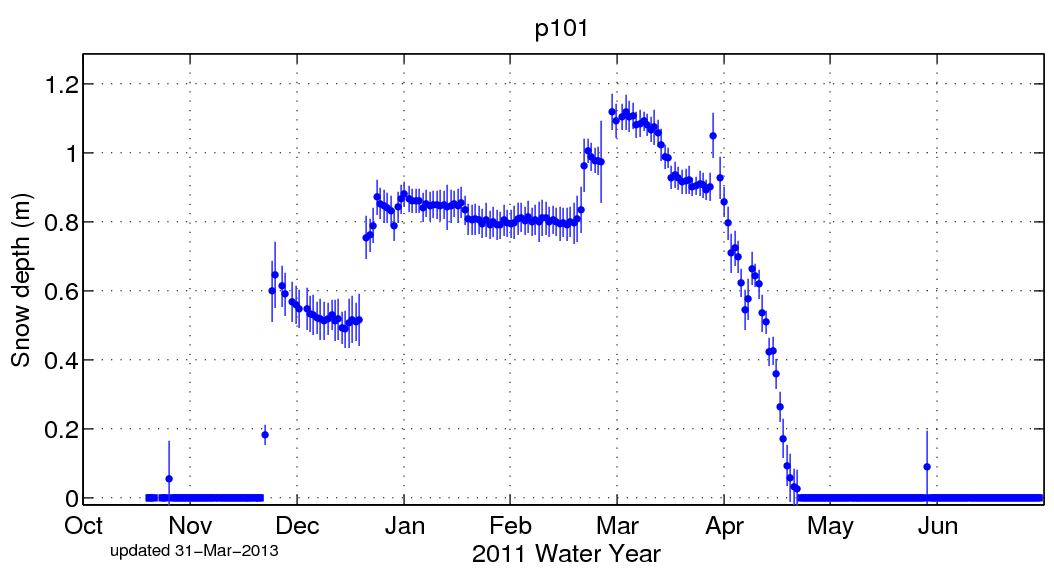 p101
1.2
1
0.8
0.6
0.4
0.2
0
Snow depth (m)
Oct Nov Dec Jan Feb Mar Apr May Jun
updated 31−Mar−2013
2011 Water Year